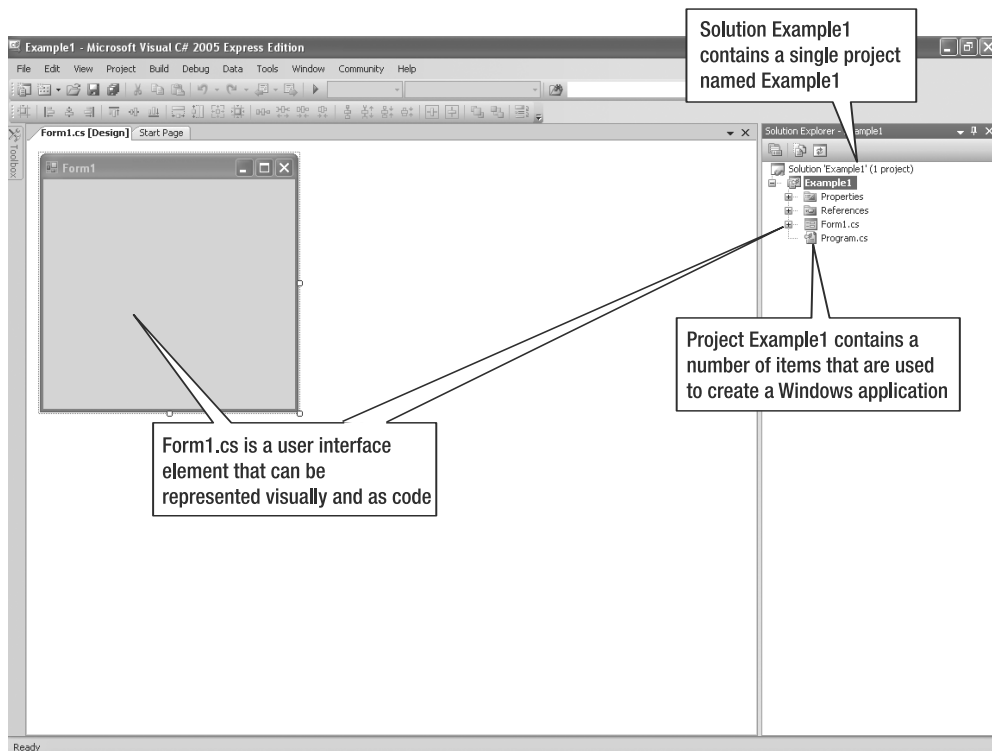 Solution Example1
contains a single project
named Example1
Example1 - Microsoft Visual C# 2005 Express Edition
File Edit View Project Build Debug Data Tools Window Community Help
Toolbox
Form1.cs [Design] Start Page
Form1
Solution Explorer - Example1
Solution 'Example1' (1 project)
Example1
Properties
References
Form1.cs
Program.cs
Project Example1 contains a
number of items that are used
to create a Windows application
Form1.cs is a user interface
element that can be
represented visually and as code
Ready